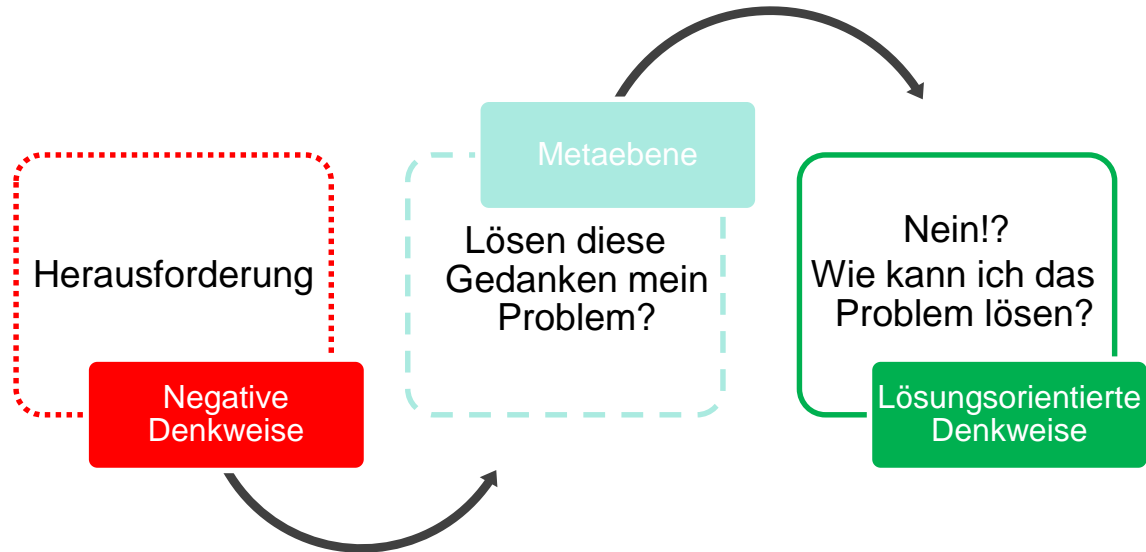 Herausforderung
Negative
Denkweise
Metaebene
Lösen diese
Gedanken mein
Problem?
Nein!?
Wie kann ich das
Problem lösen?
Lösungsorientierte
Denkweise